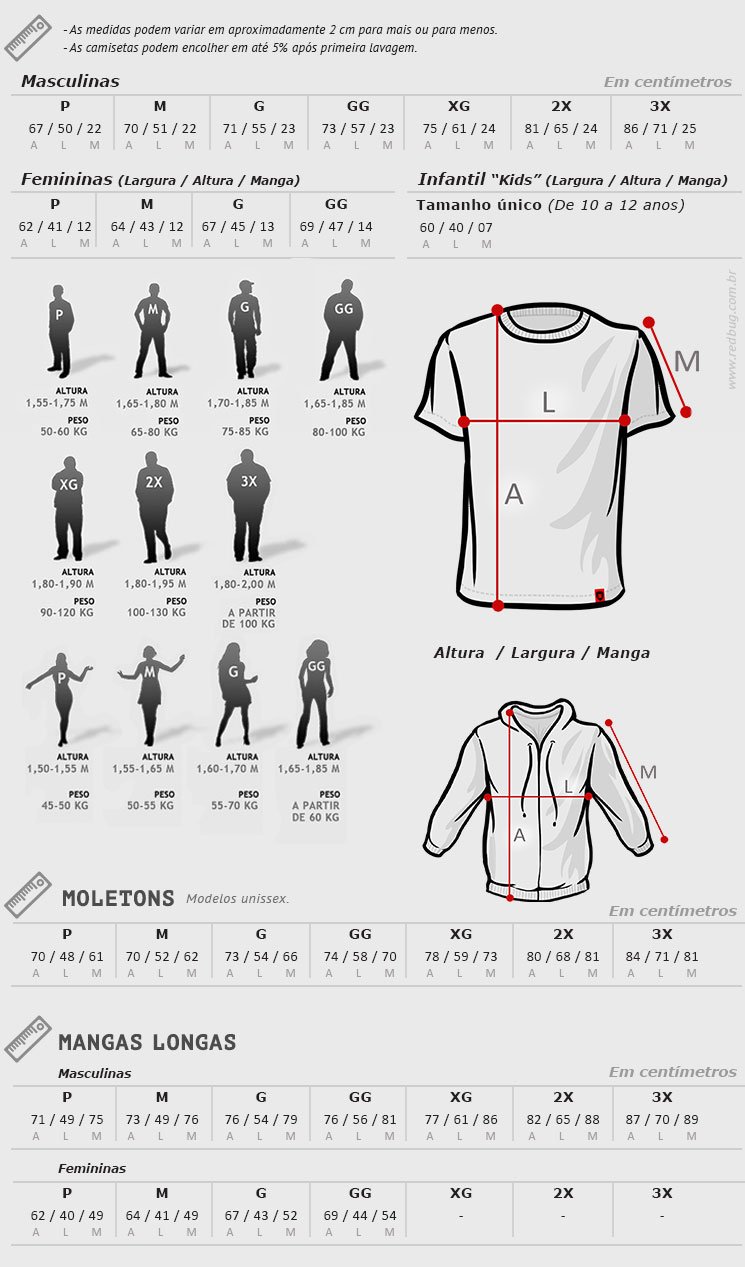 - As medidas podem variar em aproximadamente 2 cm para mais ou para menos.
- As camisetas podem encolher em até 5% após primeira lavagem.
Masculinas Em centímetros
P M G GG XG 2X 3X
67 / 50 / 22 70 / 51 / 22 71 / 55 / 23 73 / 57 / 23 75 / 61 / 24 81 / 65 / 24 86 / 71 / 25
A L M A L M A L M A L M A L M A L M A L M
Femininas (Largura / Altura / Manga)
P M G GG
62 / 41 / 12 64 / 43 / 12 67 / 45 / 13 69 / 47 / 14
A L M A L M A L M A L M
Infantil “Kids” (Largura / Altura / Manga)
Tamanho único (De 10 a 12 anos)
60 / 40 / 07
A L M
P M G GG
ALTURA ALTURA ALTURA ALTURA
1,55-1,75 M 1,65-1,80 M 1,70-1,85 M 1,65-1,85 M
PESO PESO PESO PESO
50-60 KG 65-80 KG 75-85 KG 80-100 KG
XG 2X 3X
ALTURA ALTURA ALTURA
1,80-1,90 M 1,80-1,95 M 1,80-2,00 M
PESO PESO PESO
90-120 KG 100-130 KG A PARTIR
DE 100 KG
P M G GG
ALTURA ALTURA ALTURA ALTURA
1,50-1,55 M 1,55-1,65 M 1,60-1,70 M 1,65-1,85 M
PESO PESO PESO PESO
45-50 KG 50-55 KG 55-70 KG A PARTIR
DE 60 KG
www.redbug.com.br
M
L
A
Altura / Largura / Manga
M
L
A
MOLETONS Modelos unissex. Em centímetros
P M G GG XG 2X 3X
70 / 48 / 61 70 / 52 / 62 73 / 54 / 66 74 / 58 / 70 78 / 59 / 73 80 / 68 / 81 84 / 71 / 81
A L M A L M A L M A L M A L M A L M A L M
MANGAS LONGAS
Masculinas Em centímetros
P M G GG XG 2X 3X
71 / 49 / 75 73 / 49 / 76 76 / 54 / 79 76 / 56 / 81 77 / 61 / 86 82 / 65 / 88 87 / 70 / 89
A L M A L M A L M A L M A L M A L M A L M
Femininas
P M G GG XG 2X 3X
62 / 40 / 49 64 / 41 / 49 67 / 43 / 52 69 / 44 / 54 - - -
A L M A L M A L M A L M